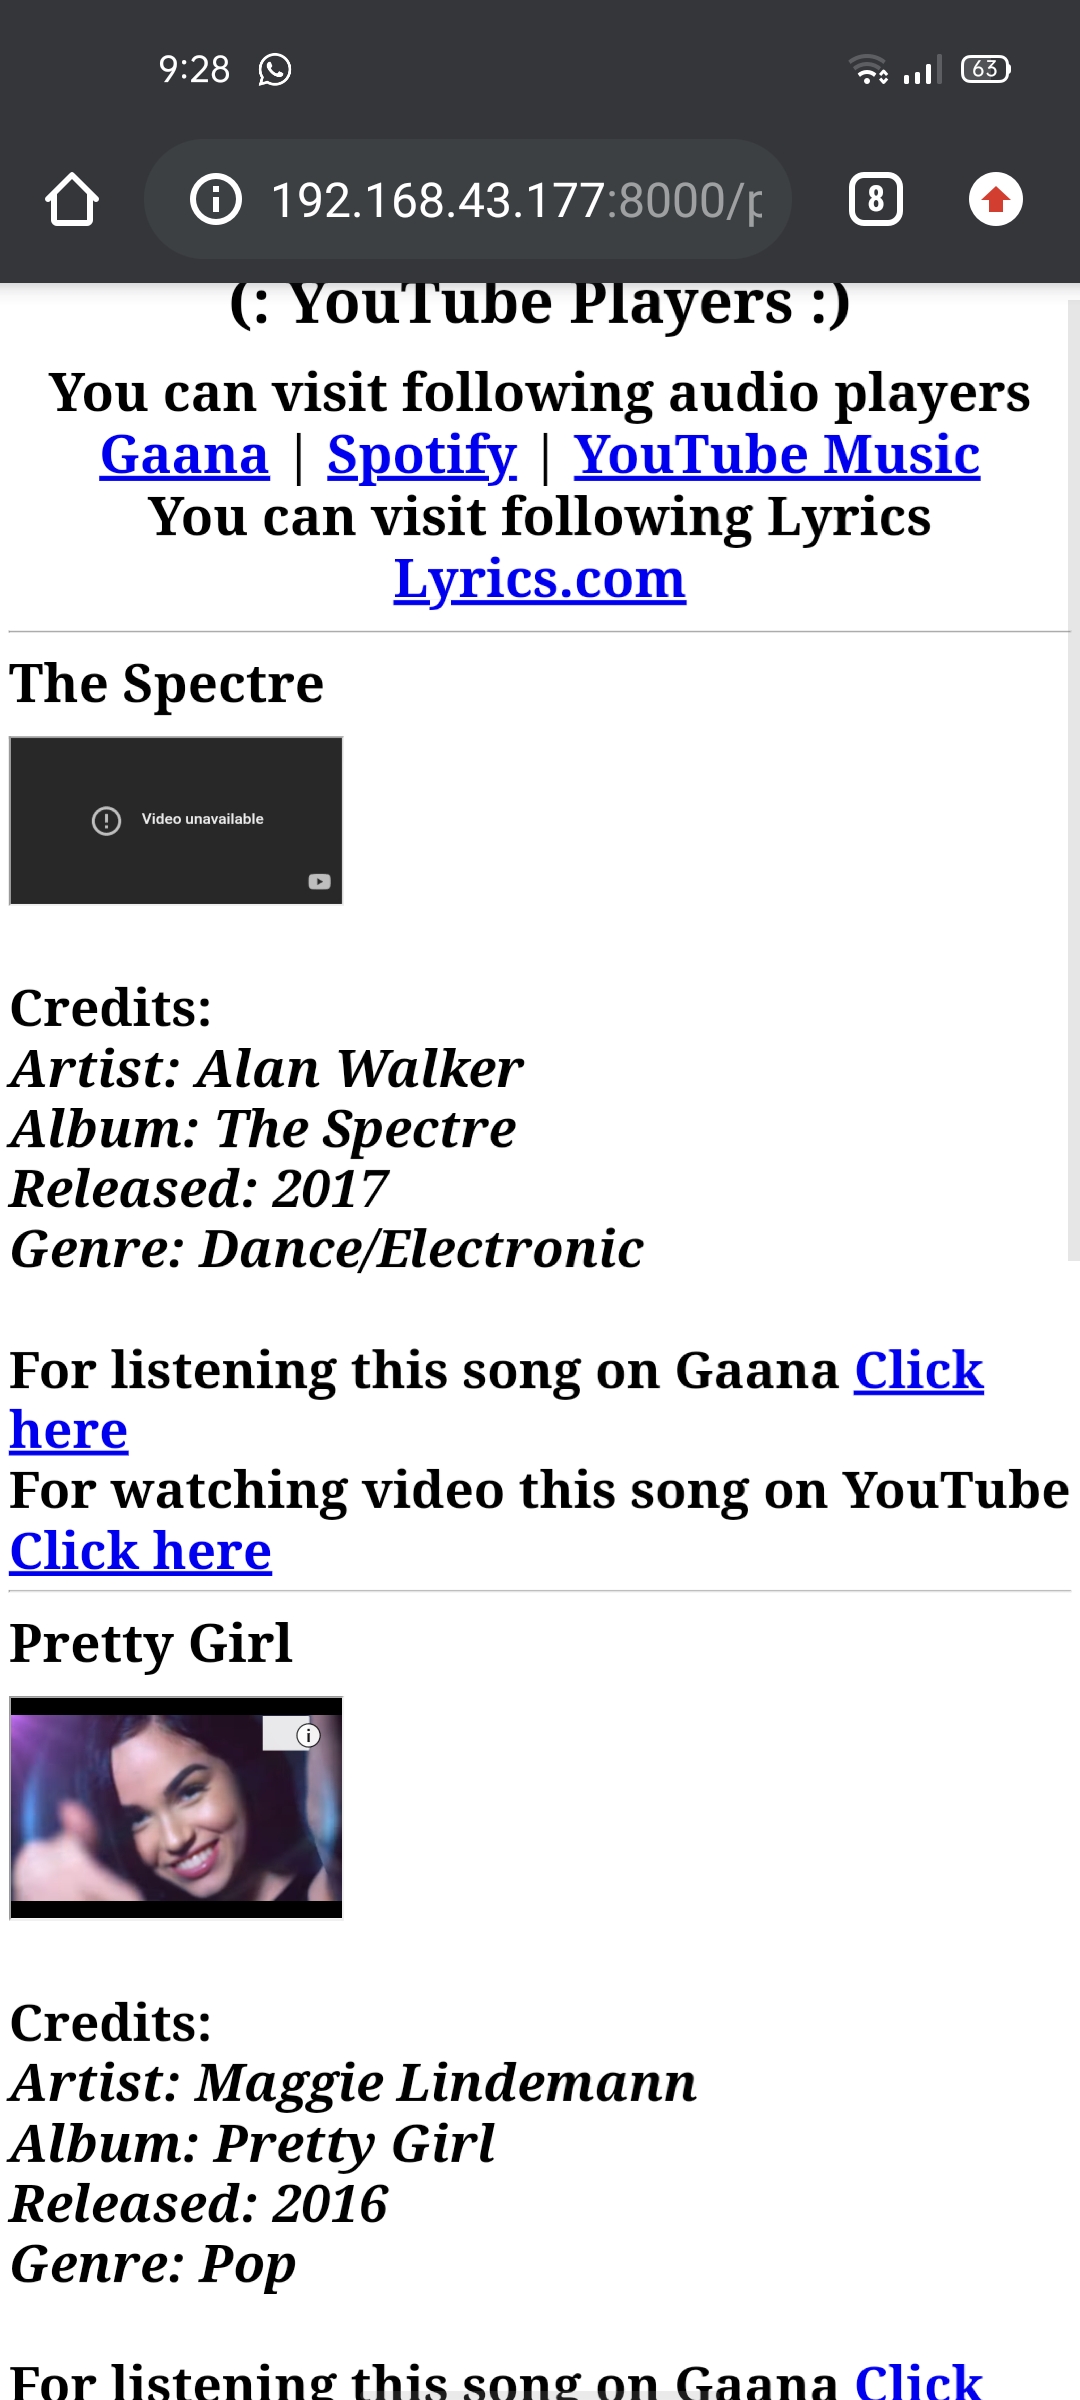 9:28
63
192.168.43.177:8000/p
8
(: YouTube Players :)
You can visit following audio players
Gaana | Spotify | YouTube Music
You can visit following Lyrics
Lyrics.com
The Spectre
Video unavailable
Credits:
Artist: Alan Walker
Album: The Spectre
Released: 2017
Genre: Dance/Electronic
For listening this song on Gaana Click
here
For watching video this song on YouTube
Click here
Pretty Girl
Credits:
Artist: Maggie Lindemann
Album: Pretty Girl
Released: 2016
Genre: Pop
For listening this song on Gaana Click